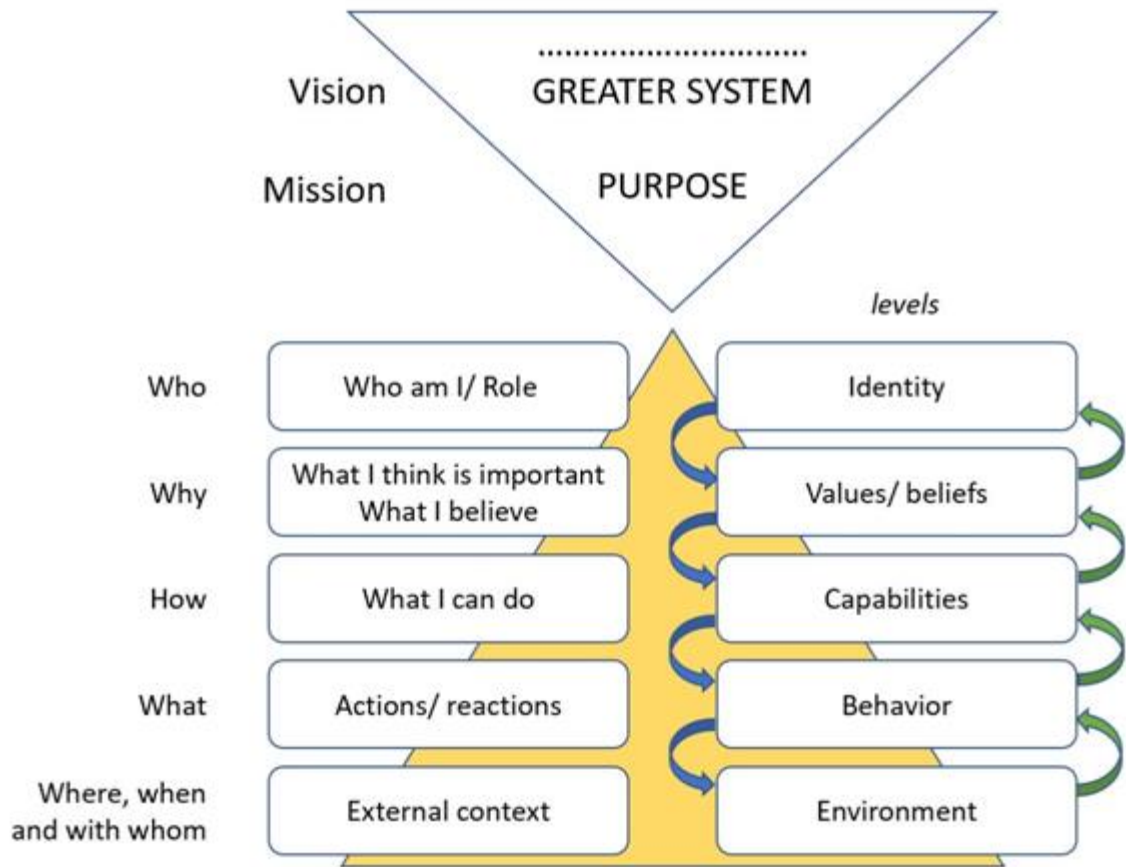 ..............................
Vision GREATER SYSTEM
Mission PURPOSE
levels
Who Who am I/ Role Identity
Why What I think is important
What I believe Values/ beliefs
How What I can do Capabilities
What Actions/ reactions Behavior
Where, when
and with whom External context Environment